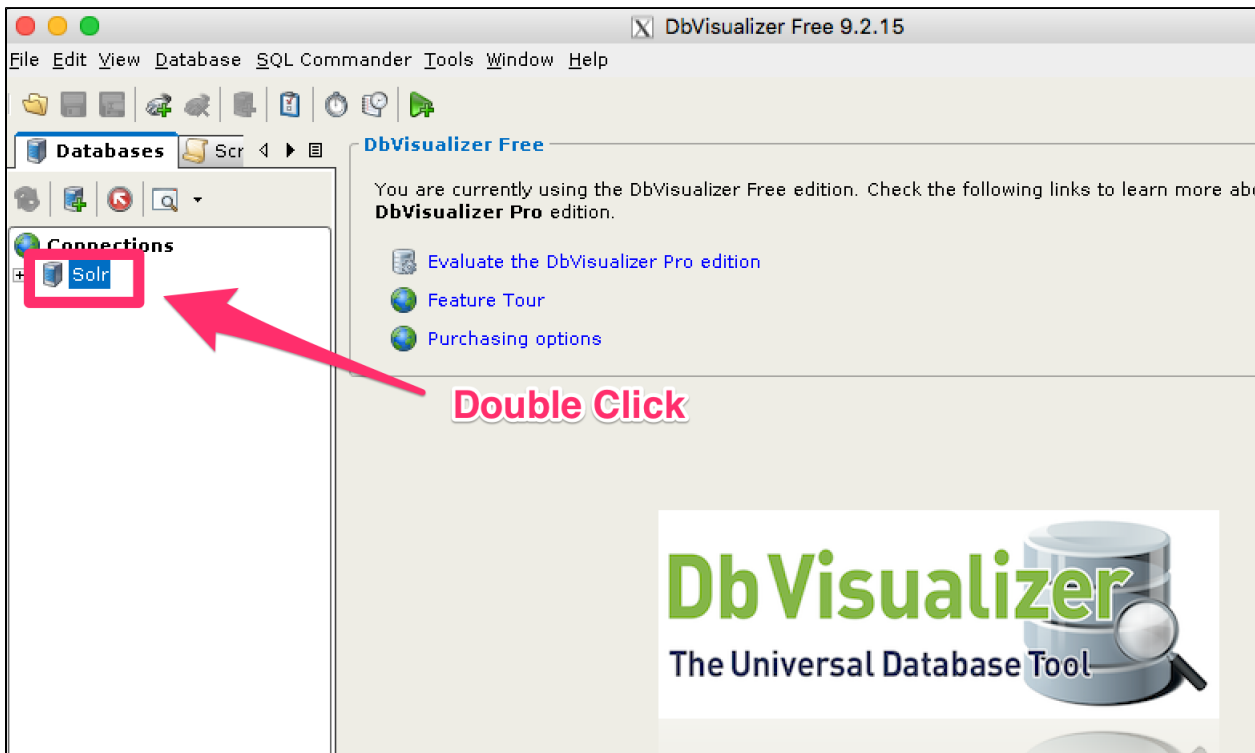 DbVisualizer Free 9.2.15
File Edit View Database SQL Commander Tools Window Help
Databases Scr
DbVisualizer Free
You are currently using the DbVisualizer Free edition. Check the following links to learn more abo
DbVisualizer Pro edition.
Connections
Solr
Evaluate the DbVisualizer Pro edition
Feature Tour
Purchasing options
Double Click
DbVisualizer
The Universal Database Tool